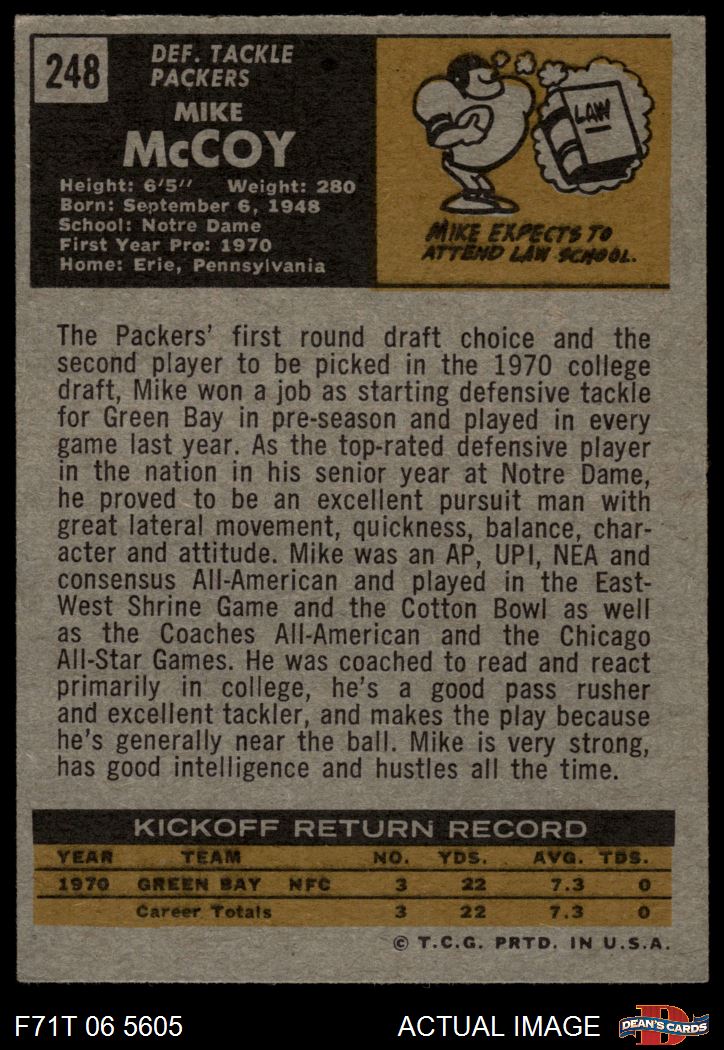 248
DEF. TACKLE
PACKERS
MIKE
McCOY
Height: 6'5" Weight: 280
Born: September 6, 1948
School: Notre Dame
First Year Pro: 1970
Home: Erie, Pennsylvania
LAW
MIKE EXPECTS TO
ATTEND LAW SCHOOL.
The Packers' first round draft choice and the
second player to be picked in the 1970 college
draft, Mike won a job as starting defensive tackle
for Green Bay in pre-season and played in every
game last year. As the top-rated defensive player
in the nation in his senior year at Notre Dame,
he proved to be an excellent pursuit man with
great lateral movement, quickness, balance, char-
acter and attitude. Mike was an AP, UPI, NEA and
consensus All-American and played in the East-
West Shrine Game and the Cotton Bowl as well
as the Coaches All-American and the Chicago
All-Star Games. He was coached to read and react
primarily in college, he's a good pass rusher
and excellent tackler, and makes the play because
he's generally near the ball. Mike is very strong,
has good intelligence and hustles all the time.
KICKOFF RETURN RECORD
YEAR TEAM NO. YDS. AVG. TDS.
1970 GREEN BAY NFC 3 22 7.3 0
Career Totals 3 22 7.3 0
© T.C.G. PRTD. IN U.S.A.
F71T 06 5605 ACTUAL IMAGE
D
DEAN'S CARDS